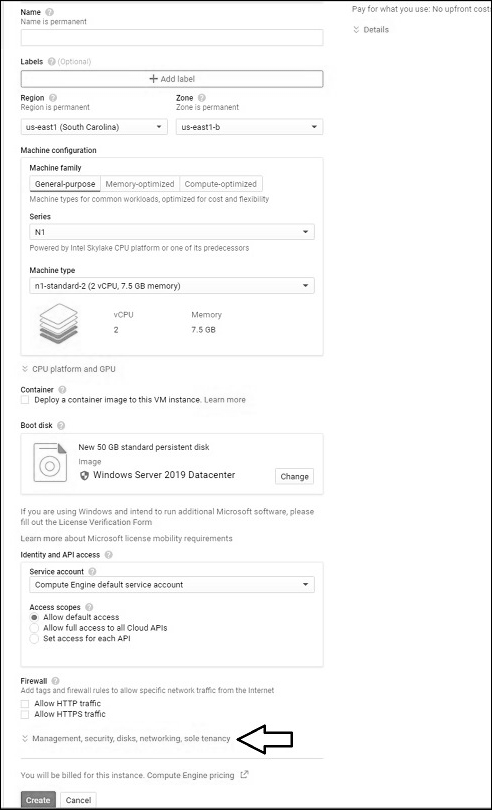 Name
Name is permanent
Pay for what you use: No upfront costs
Details
Labels (Optional)
+ Add label
Region
Region is permanent
Zone
Zone is permanent
us-east1 (South Carolina)
us-east1-b
Machine configuration
Machine family
General-purpose Memory-optimized Compute-optimized
Machine types for common workloads, optimized for cost and flexibility
Series
N1
Powered by Intel Skylake CPU platform or one of its predecessors
Machine type
n1-standard-2 (2 vCPU, 7.5 GB memory)
vCPU Memory
2 7.5 GB
CPU platform and GPU
Container
Deploy a container image to this VM instance. Learn more
Boot disk
New 50 GB standard persistent disk
Image
Windows Server 2019 Datacenter
Change
If you are using Windows and intend to run additional Microsoft software, please
fill out the License Verification Form
Learn more about Microsoft license mobility requirements
Identity and API access
Service account
Compute Engine default service account
Access scopes
Allow default access
Allow full access to all Cloud APIs
Set access for each API
Firewall
Add tags and firewall rules to allow specific network traffic from the Internet
Allow HTTP traffic
Allow HTTPS traffic
Management, security, disks, networking, sole tenancy
You will be billed for this instance. Compute Engine pricing
Create Cancel